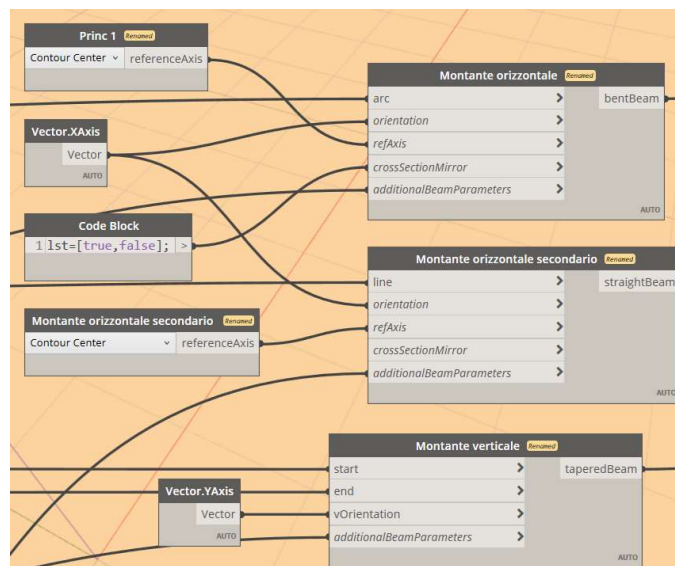 Princ 1 Renamed
Contour Center referenceAxis
Vector.XAxis
Vector
AUTO
Code Block
1 lst=[true,false]; >
Montante orizzontale secondario Renamed
Contour Center referenceAxis
Montante orizzontale Renamed
arc > bentBeam
orientation >
refAxis >
crossSectionMirror >
additionalBeamParameters >
AUTO
Montante orizzontale secondario Renamed
line > straightBeam
orientation >
refAxis >
crossSectionMirror >
additionalBeamParameters >
AUTO
Vector.YAxis
Vector
AUTO
Montante verticale Renamed
start > taperedBeam
end >
vOrientation >
additionalBeamParameters >
AUTO